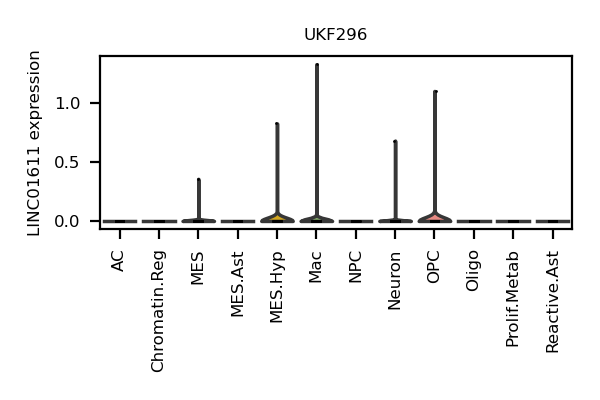 UKF296
LINC01611 expression
1.0
0.5
0.0
AC
Chromatin.Reg
MES
MES.Ast
MES.Hyp
Mac
NPC
Neuron
OPC
Oligo
Prolif.Metab
Reactive.Ast